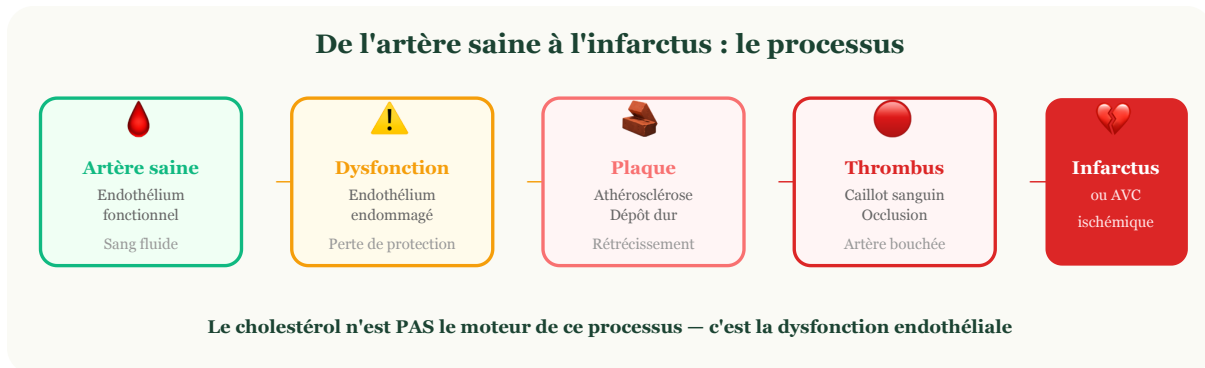 De l'artère saine à l'infarctus : le processus
Artère saine
Endothélium
fonctionnel
Sang fluide
Dysfonction
Endothélium
endommagé
Perte de protection
Plaque
Athérosclérose
Dépôt dur
Rétrécissement
Thrombus
Caillot sanguin
Occlusion
Artère bouchée
Infarctus
ou AVC
ischémique
Le cholestérol n'est PAS le moteur de ce processus — c'est la dysfonction endothéliale